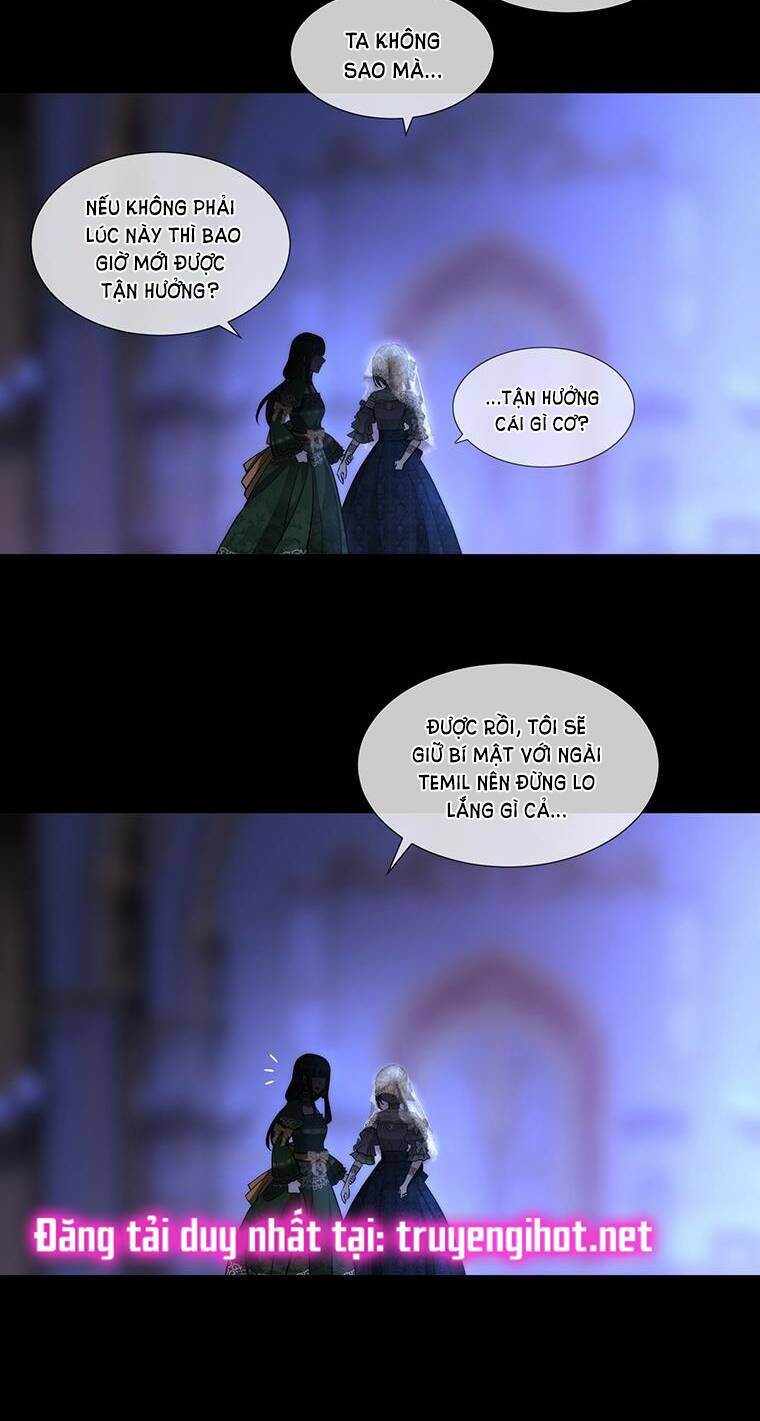 TA KHÔNG
SAO MÀ...
NẾU KHÔNG PHẢI
LÚC NÀY THÌ BAO
GIỜ MỚI ĐƯỢC
TẬN HƯỞNG?
...TẬN HƯỞNG
CÁI GÌ CƠ?
ĐƯỢC RỒI, TÔI SẼ
GIỮ BÍ MẬT VỚI NGÀI
TEMIL NÊN ĐỪNG LO
LẮNG GÌ CẢ...
Đăng tải duy nhất tại: truyengihot.net